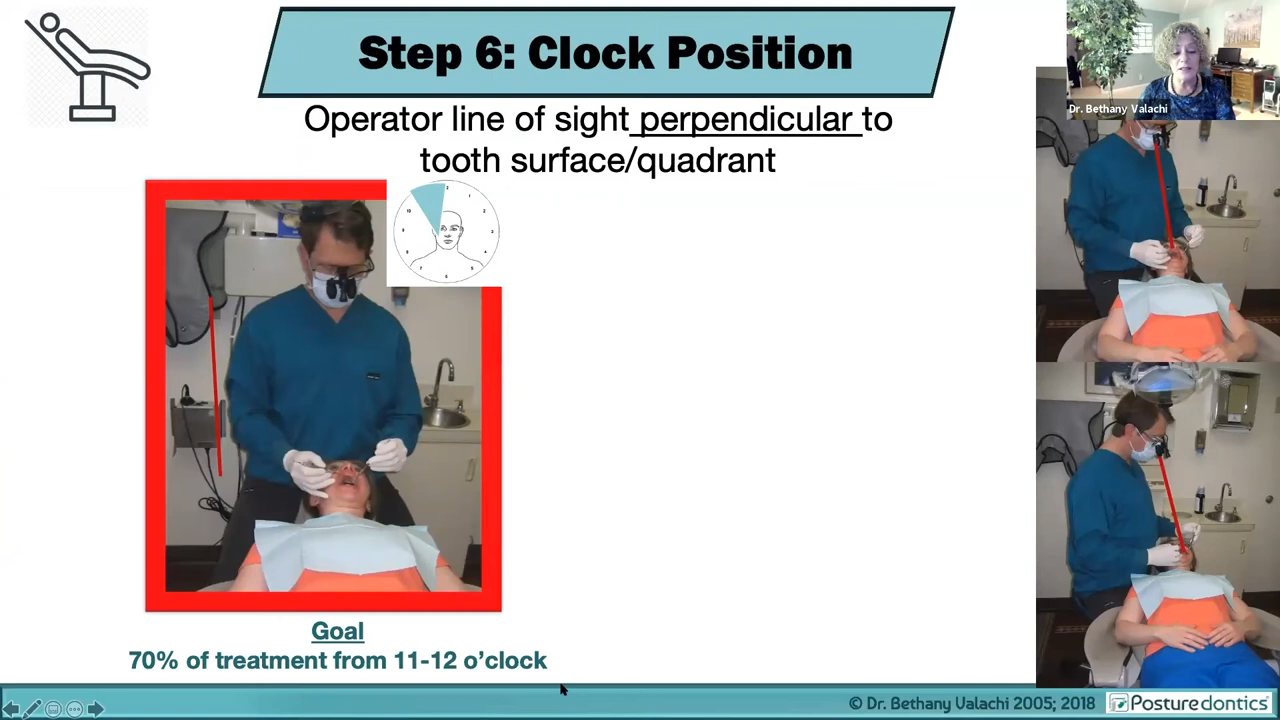 Step 6: Clock Position
Operator line of sight perpendicular to
tooth surface/quadrant
Dr. Bethany Valachi
Goal
70% of treatment from 11-12 o'clock
© Dr. Bethany Valachi 2005; 2018
Posturedontics®